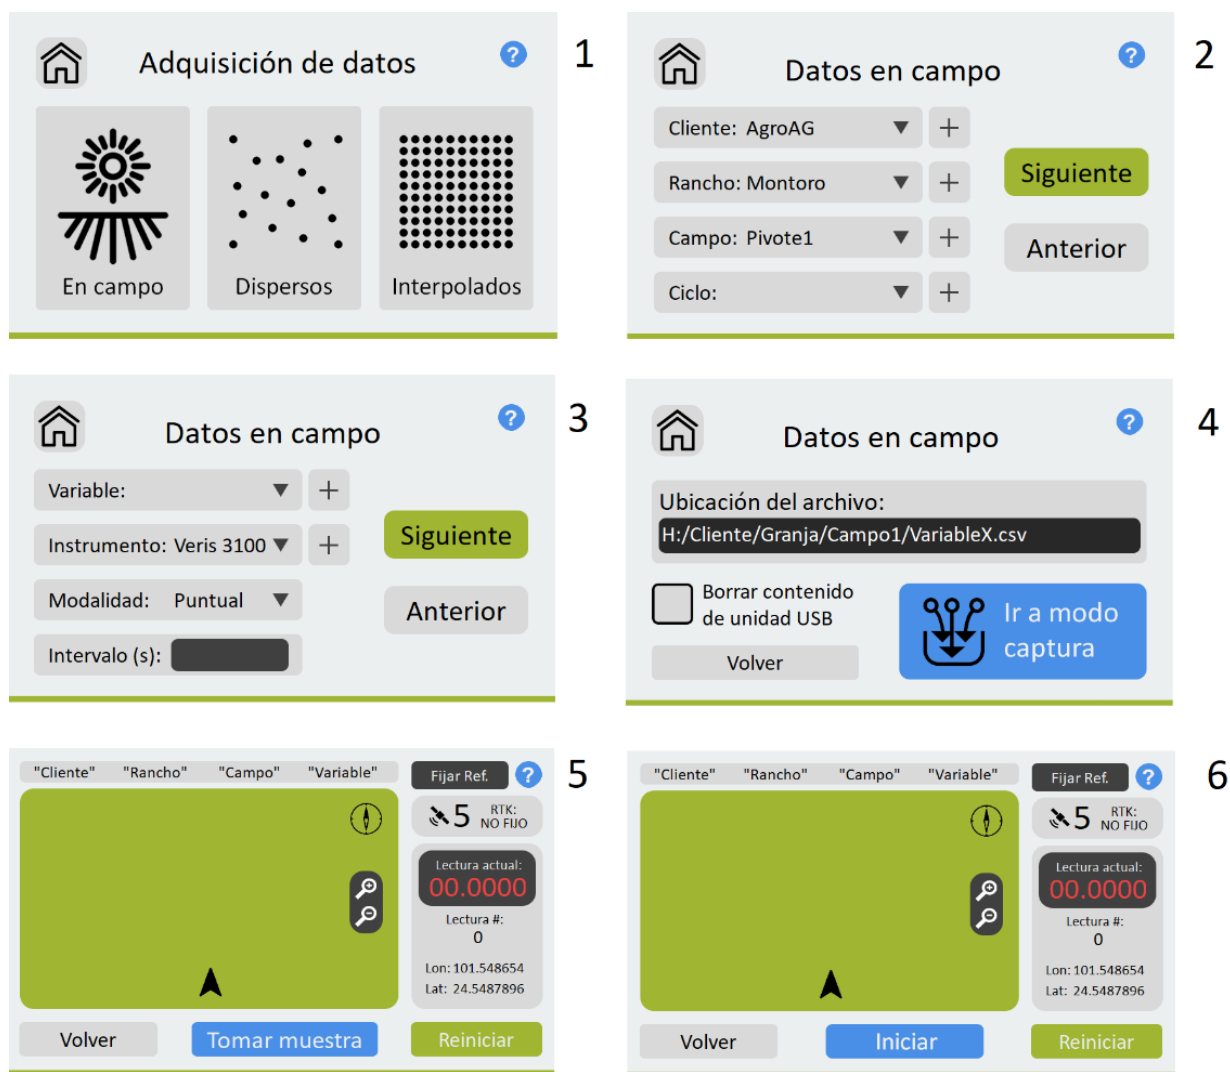 Adquisición de datos
?
1
En campo
Dispersos
Interpolados
Datos en campo
?
2
Cliente: AgroAG
+
Rancho: Montoro
+
Campo: Pivote1
+
Ciclo:
+
Siguiente
Anterior
Datos en campo
?
3
Variable:
+
Instrumento: Veris 3100
+
Modalidad: Puntual
Intervalo (s):
Siguiente
Anterior
Datos en campo
?
4
Ubicación del archivo:
H:/Cliente/Granja/Campo1/VariableX.csv
Borrar contenido
de unidad USB
Volver
Ir a modo
captura
"Cliente" "Rancho" "Campo" "Variable"
Fijar Ref.
?
5
5
RTK:
NO FIJO
Lectura actual:
00.0000
Lectura #:
0
Lon: 101.548654
Lat: 24.5487896
Volver
Tomar muestra
Reiniciar
"Cliente" "Rancho" "Campo" "Variable"
Fijar Ref.
?
6
5
RTK:
NO FIJO
Lectura actual:
00.0000
Lectura #:
0
Lon: 101.548654
Lat: 24.5487896
Volver
Iniciar
Reiniciar